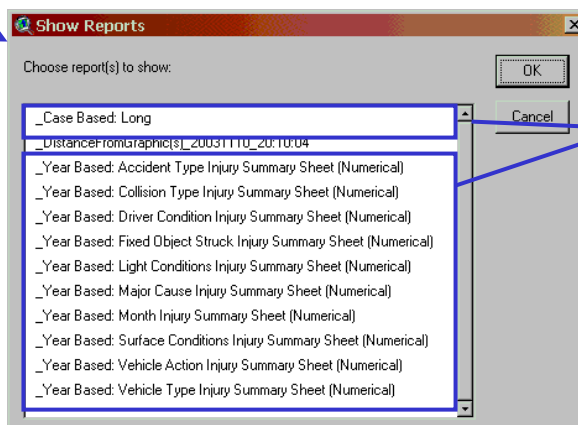 Show Reports
Choose report(s) to show:
OK
Cancel
_Case Based: Long
_DistanceFromGraphic(s)_20031110_20:10:04
_Year Based: Accident Type Injury Summary Sheet (Numerical)
_Year Based: Collision Type Injury Summary Sheet (Numerical)
_Year Based: Driver Condition Injury Summary Sheet (Numerical)
_Year Based: Fixed Object Struck Injury Summary Sheet (Numerical)
_Year Based: Light Conditions Injury Summary Sheet (Numerical)
_Year Based: Major Cause Injury Summary Sheet (Numerical)
_Year Based: Month Injury Summary Sheet (Numerical)
_Year Based: Surface Conditions Injury Summary Sheet (Numerical)
_Year Based: Vehicle Action Injury Summary Sheet (Numerical)
_Year Based: Vehicle Type Injury Summary Sheet (Numerical)